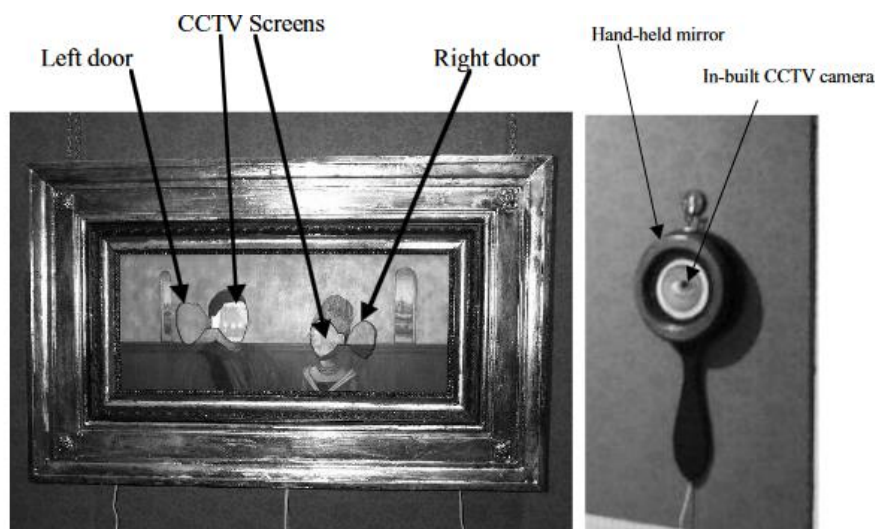 CCTV Screens
Left door
Right door
Hand-held mirror
In-built CCTV camera